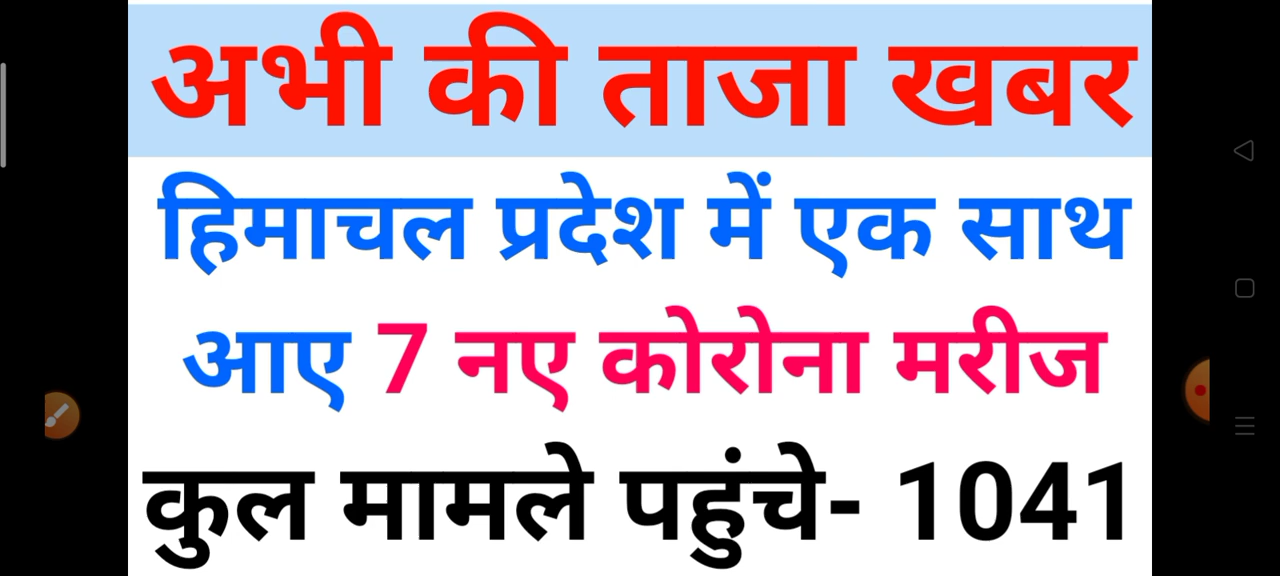 अभी की ताजा खबर
हिमाचल प्रदेश में एक साथ
आए 7 नए कोरोना मरीज
कुल मामले पहुंचे- 1041